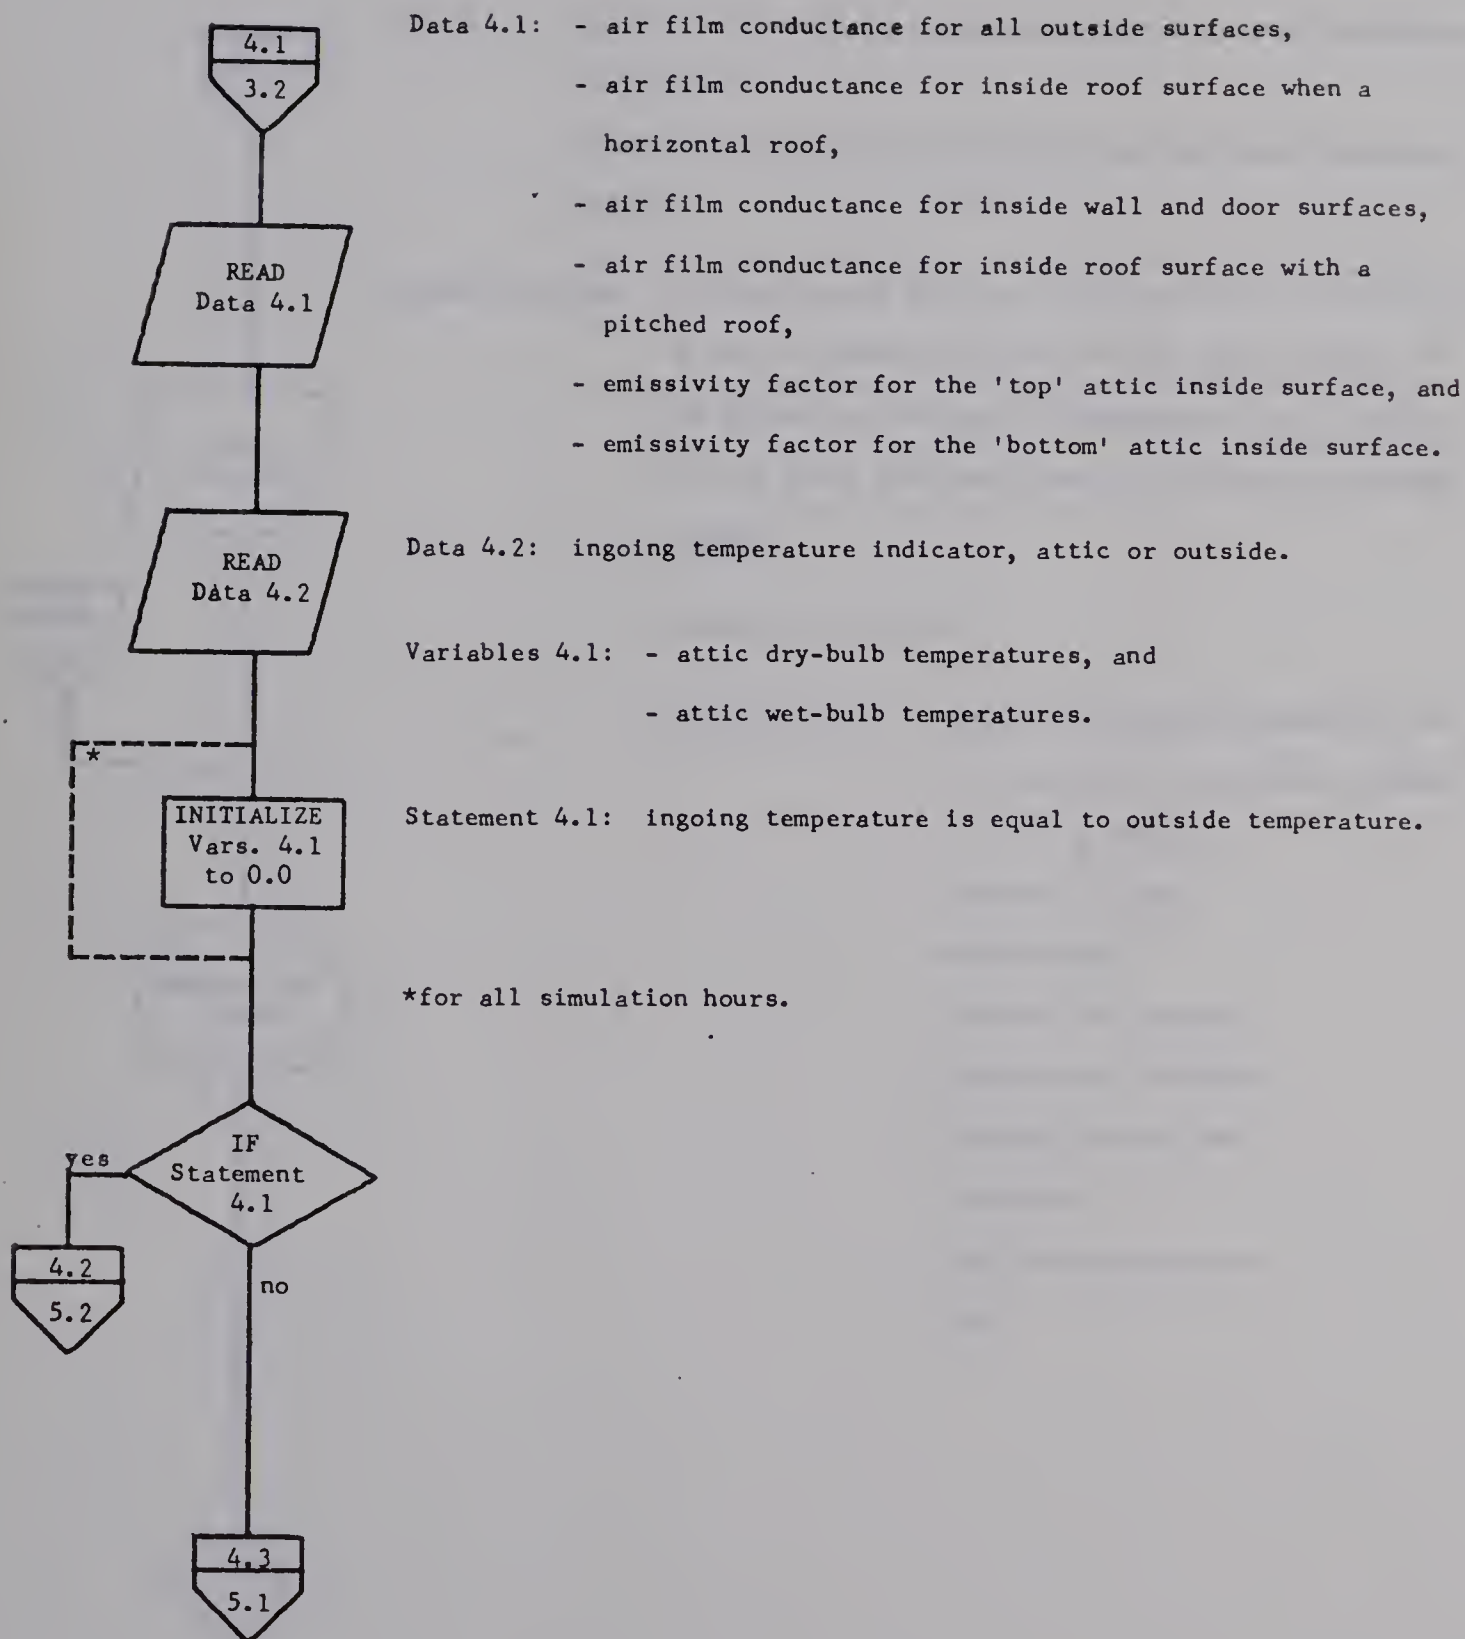 4.1
3.2
READ
Data 4.1
READ
Data 4.2
*
INITIALIZE
Vars. 4.1
to 0.0
IF
Statement
4.1
yes
4.2
5.2
no
4.3
5.1
Data 4.1: - air film conductance for all outside surfaces,
- air film conductance for inside roof surface when a
horizontal roof,
- air film conductance for inside wall and door surfaces,
- air film conductance for inside roof surface with a
pitched roof,
- emissivity factor for the 'top' attic inside surface, and
- emissivity factor for the 'bottom' attic inside surface.
Data 4.2: ingoing temperature indicator, attic or outside.
Variables 4.1: - attic dry-bulb temperatures, and
- attic wet-bulb temperatures.
Statement 4.1: ingoing temperature is equal to outside temperature.
*for all simulation hours.